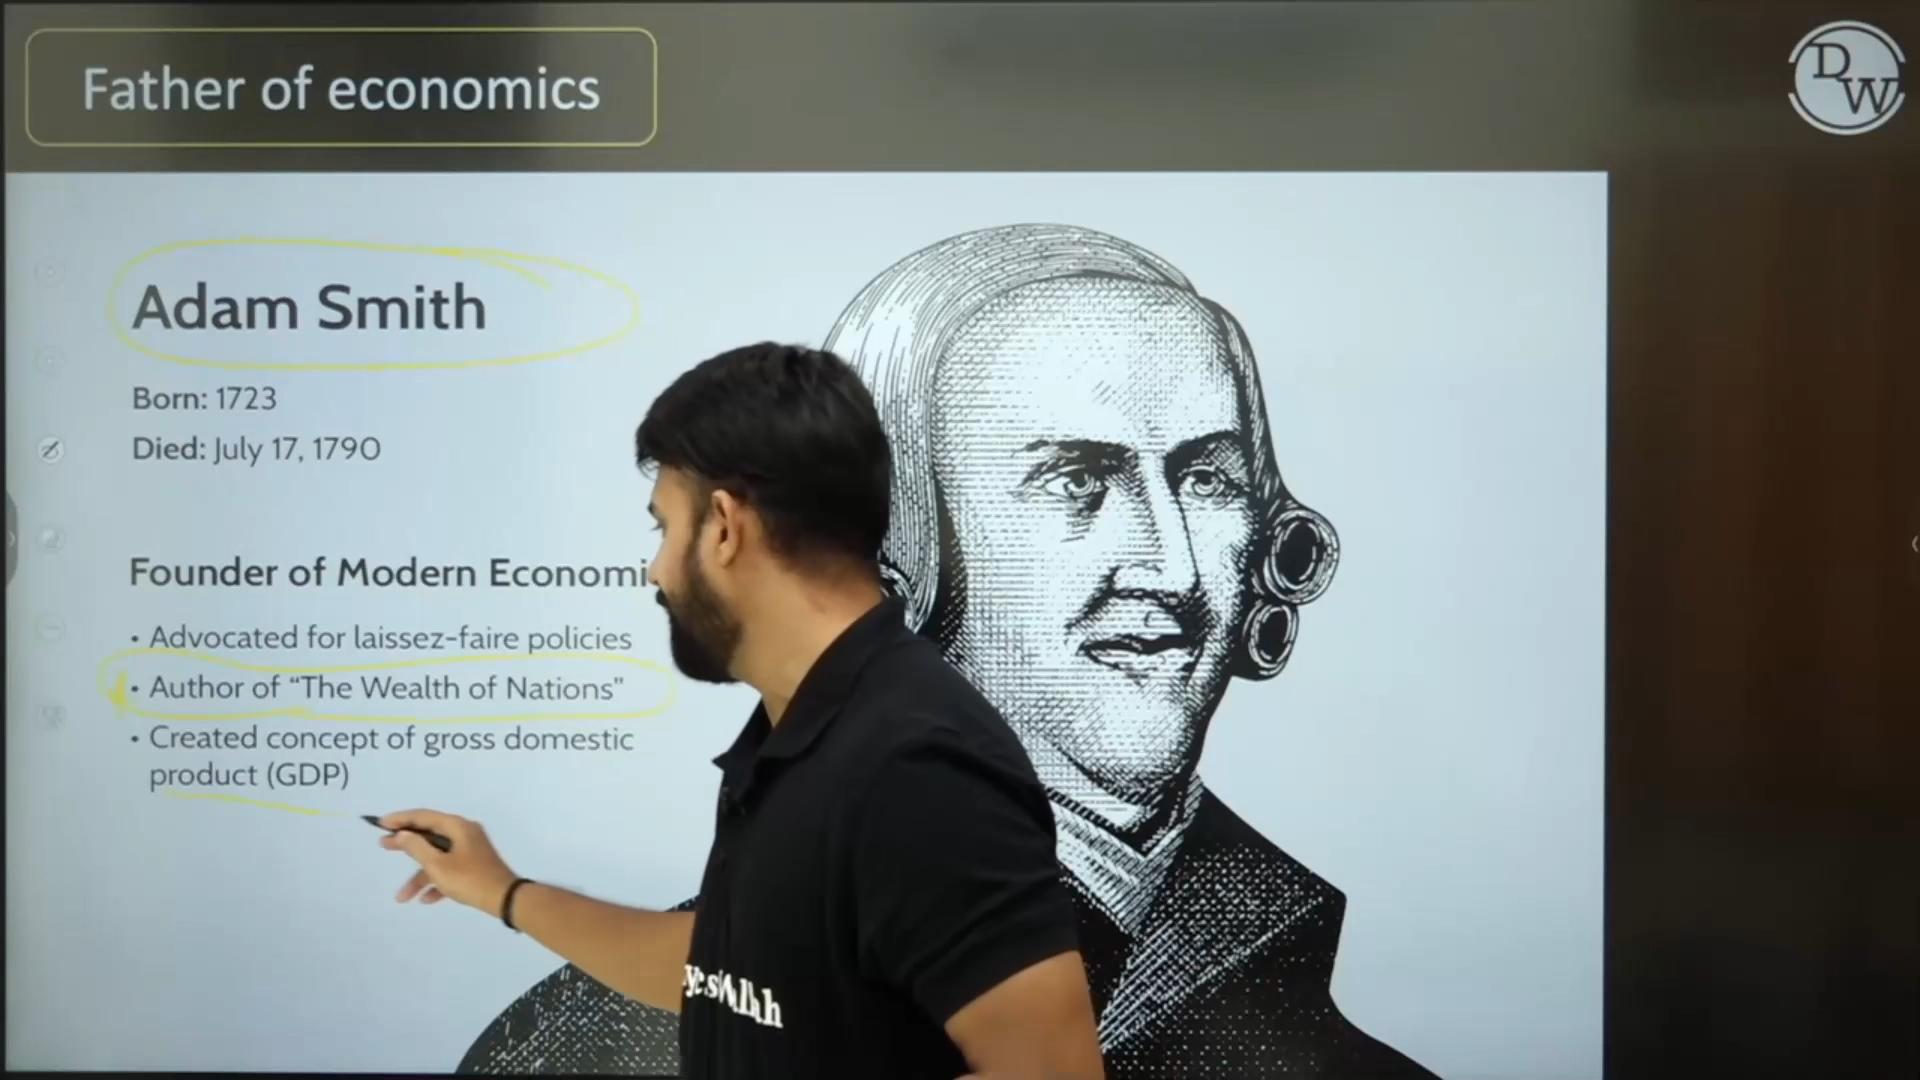 Father of economics
DW
Adam Smith
Born: 1723
Died: July 17, 1790
Founder of Modern Economi
• Advocated for laissez-faire policies
• Author of “The Wealth of Nations”
• Created concept of gross domestic
product (GDP)